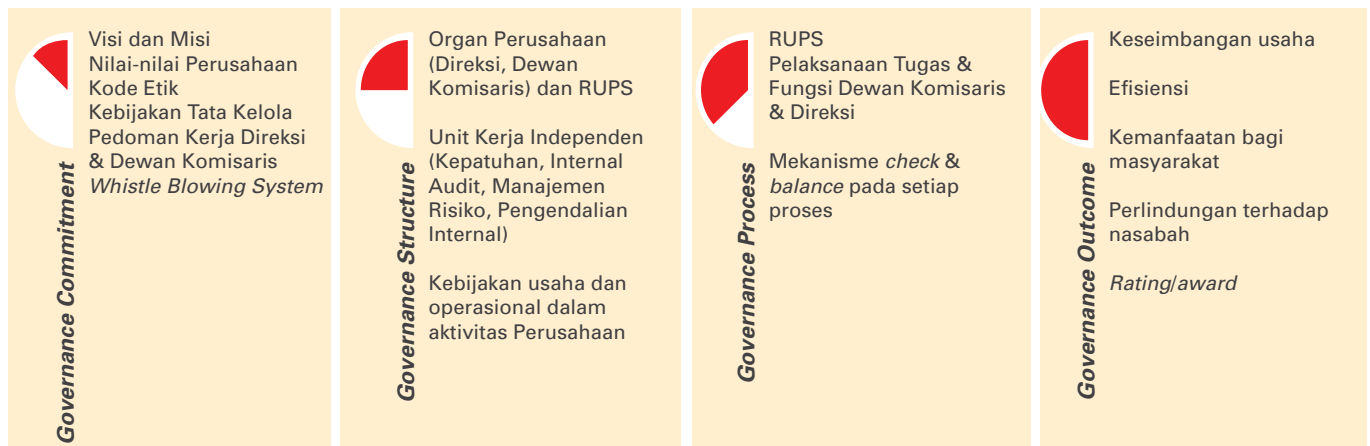 Governance Commitment
Visi dan Misi
Nilai-nilai Perusahaan
Kode Etik
Kebijakan Tata Kelola
Pedoman Kerja Direksi
& Dewan Komisaris
Whistle Blowing System
Governance Structure
Organ Perusahaan
(Direksi, Dewan
Komisaris) dan RUPS
Unit Kerja Independen
(Kepatuhan, Internal
Audit, Manajemen
Risiko, Pengendalian
Internal)
Kebijakan usaha dan
operasional dalam
aktivitas Perusahaan
Governance Process
RUPS
Pelaksanaan Tugas &
Fungsi Dewan Komisaris
& Direksi
Mekanisme check &
balance pada setiap
proses
Governance Outcome
Keseimbangan usaha
Efisiensi
Kemanfaatan bagi
masyarakat
Perlindungan terhadap
nasabah
Rating/award